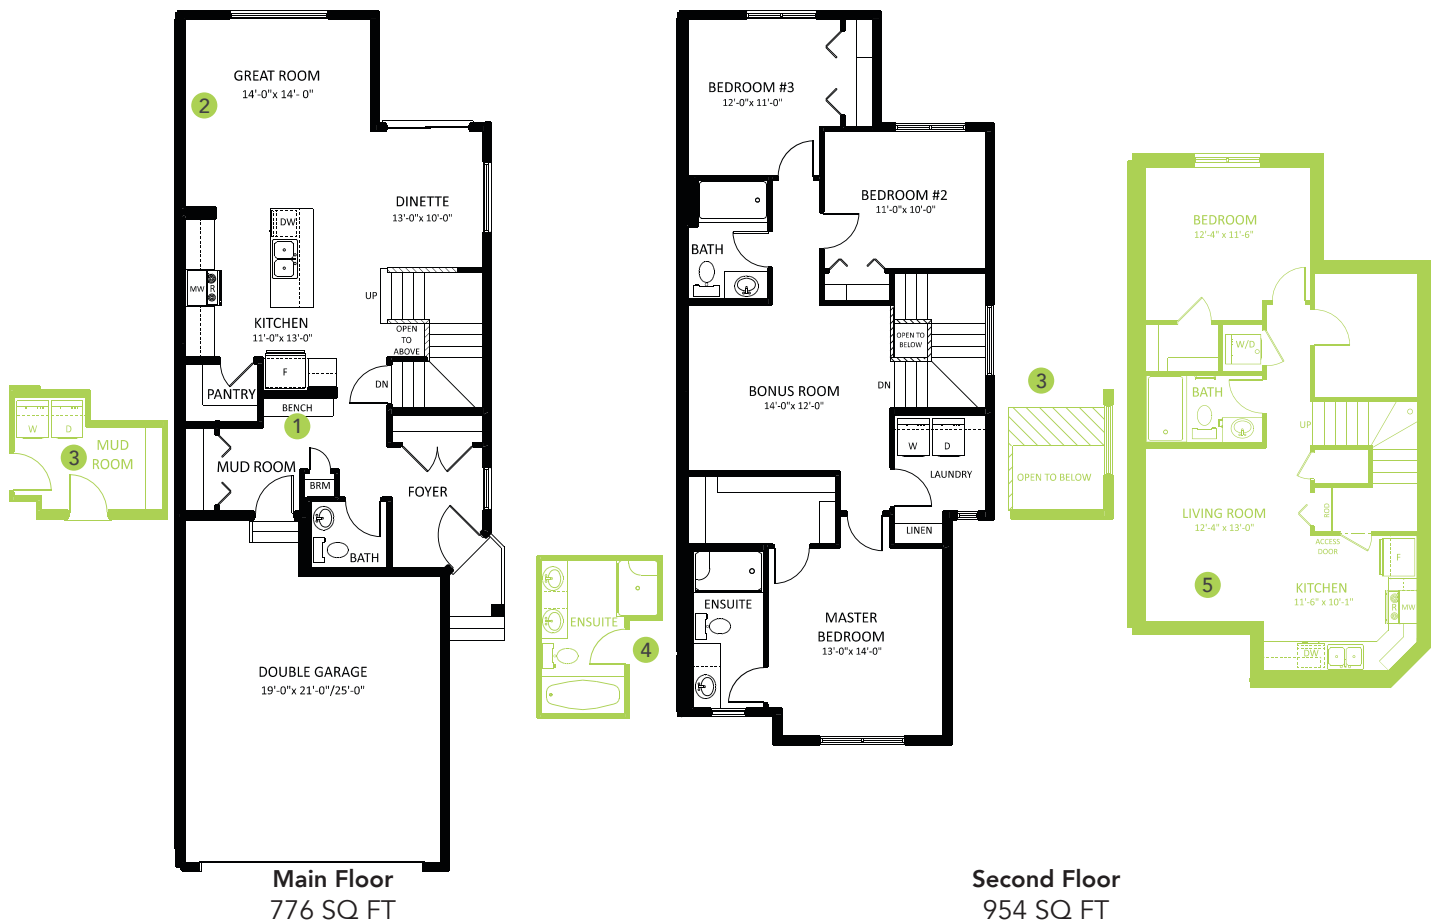 GREAT ROOM
14'-0"x 14'- 0"
2
DINETTE
13'-0"x 10'-0"
DW
MW
R
UP
KITCHEN
11'-0"x 13'-0"
OPEN
TO
ABOVE
F
DN
PANTRY
BENCH
1
MUD ROOM
BRM
FOYER
BATH
DOUBLE GARAGE
19'-0"x 21'-0"/25'-0"
Main Floor
776 SQ FT
W
D
3
MUD
ROOM
ENSUITE
4
BEDROOM #3
12'-0"x 11'-0"
BEDROOM #2
11'-0"x 10'-0"
BATH
OPEN TO
BELOW
DN
BONUS ROOM
14'-0"x 12'-0"
W
D
LAUNDRY
LINEN
ENSUITE
MASTER
BEDROOM
13'-0"x 14'-0"
Second Floor
954 SQ FT
3
OPEN TO BELOW
BEDROOM
12'-4" x 11'-6"
W/D
BATH
UP
LIVING ROOM
12'-4" x 13'-0"
ROD
ACCESS
DOOR
F
5
KITCHEN
11'-6" x 10'-1"
R
MW
DW